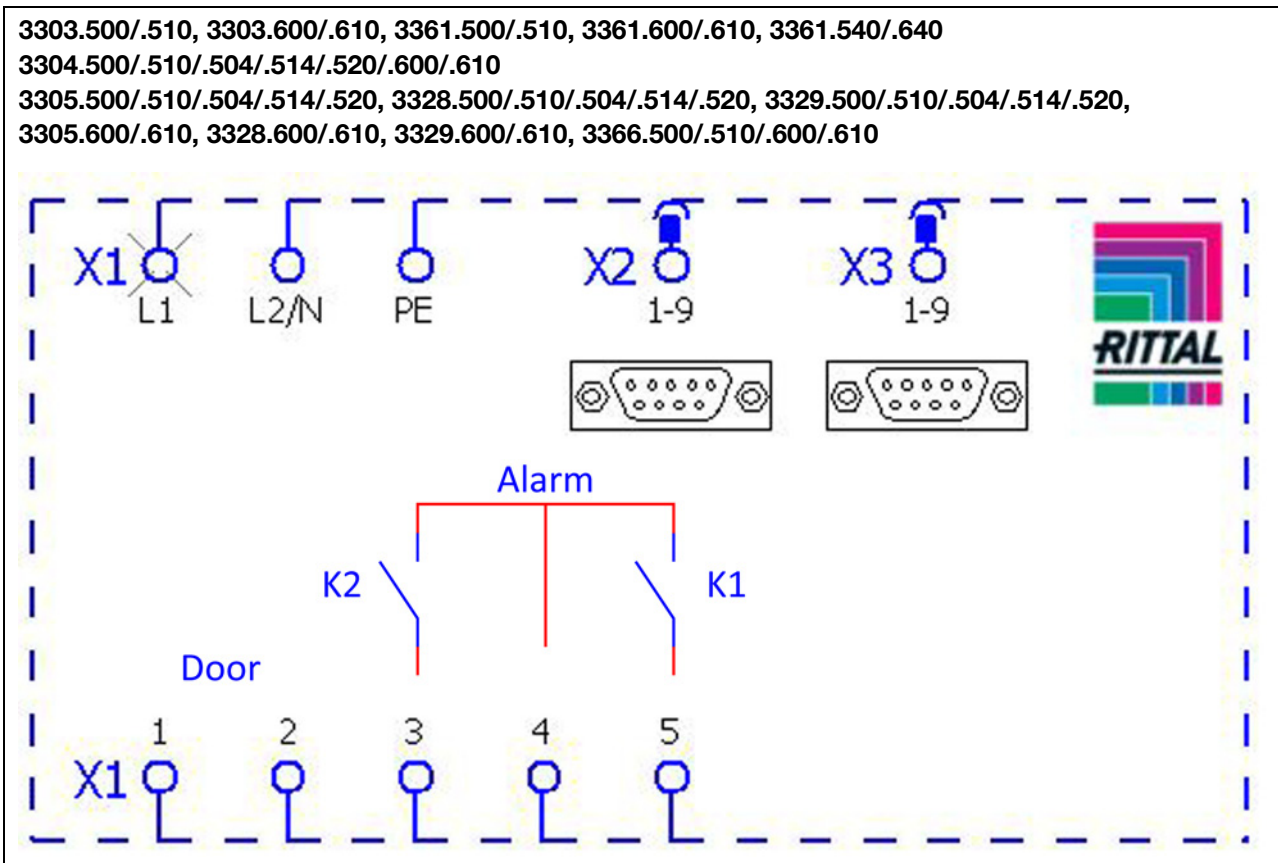 3303.500/.510, 3303.600/.610, 3361.500/.510, 3361.600/.610, 3361.540/.640
3304.500/.510/.504/.514/.520/.600/.610
3305.500/.510/.504/.514/.520, 3328.500/.510/.504/.514/.520, 3329.500/.510/.504/.514/.520,
3305.600/.610, 3328.600/.610, 3329.600/.610, 3366.500/.510/.600/.610
X1 X2 X3
L1 L2/N PE 1-9 1-9
RITTAL
Alarm
K2 K1
Door
1 2 3 4 5
X1